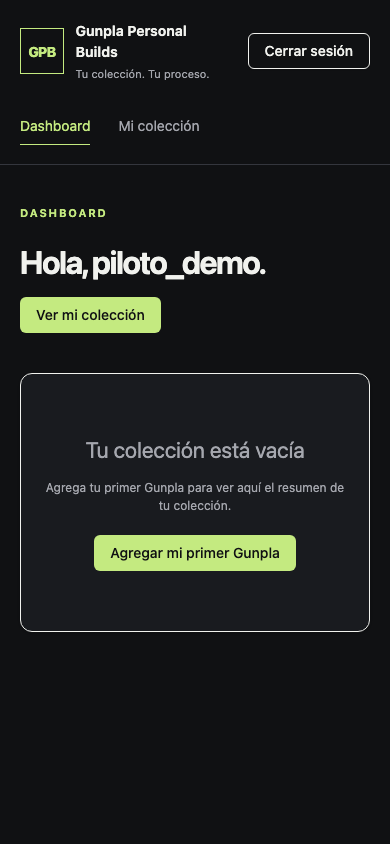 GPB
Gunpla Personal
Builds
Tu colección. Tu proceso.
Cerrar sesión
Dashboard
Mi colección
DASHBOARD
Hola, piloto_demo.
Ver mi colección
Tu colección está vacía
Agrega tu primer Gunpla para ver aquí el resumen de
tu colección.
Agregar mi primer Gunpla